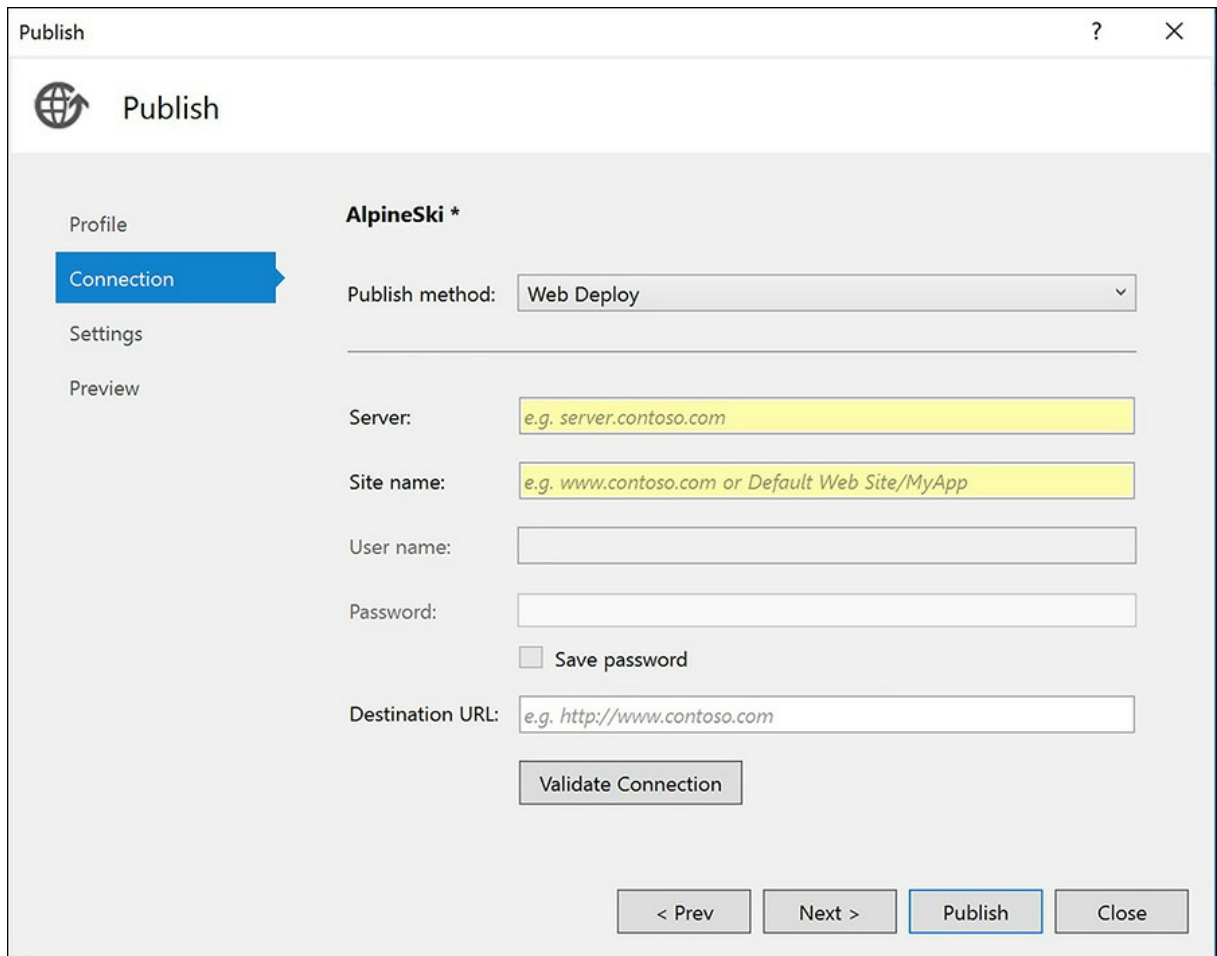 Publish ?
Publish
Profile
Connection
Settings
Preview
AlpineSki *
Publish method: Web Deploy
Server: e.g. server.contoso.com
Site name: e.g. www.contoso.com or Default Web Site/MyApp
User name:
Password:
Save password
Destination URL: e.g. http://www.contoso.com
Validate Connection
< Prev Next > Publish Close